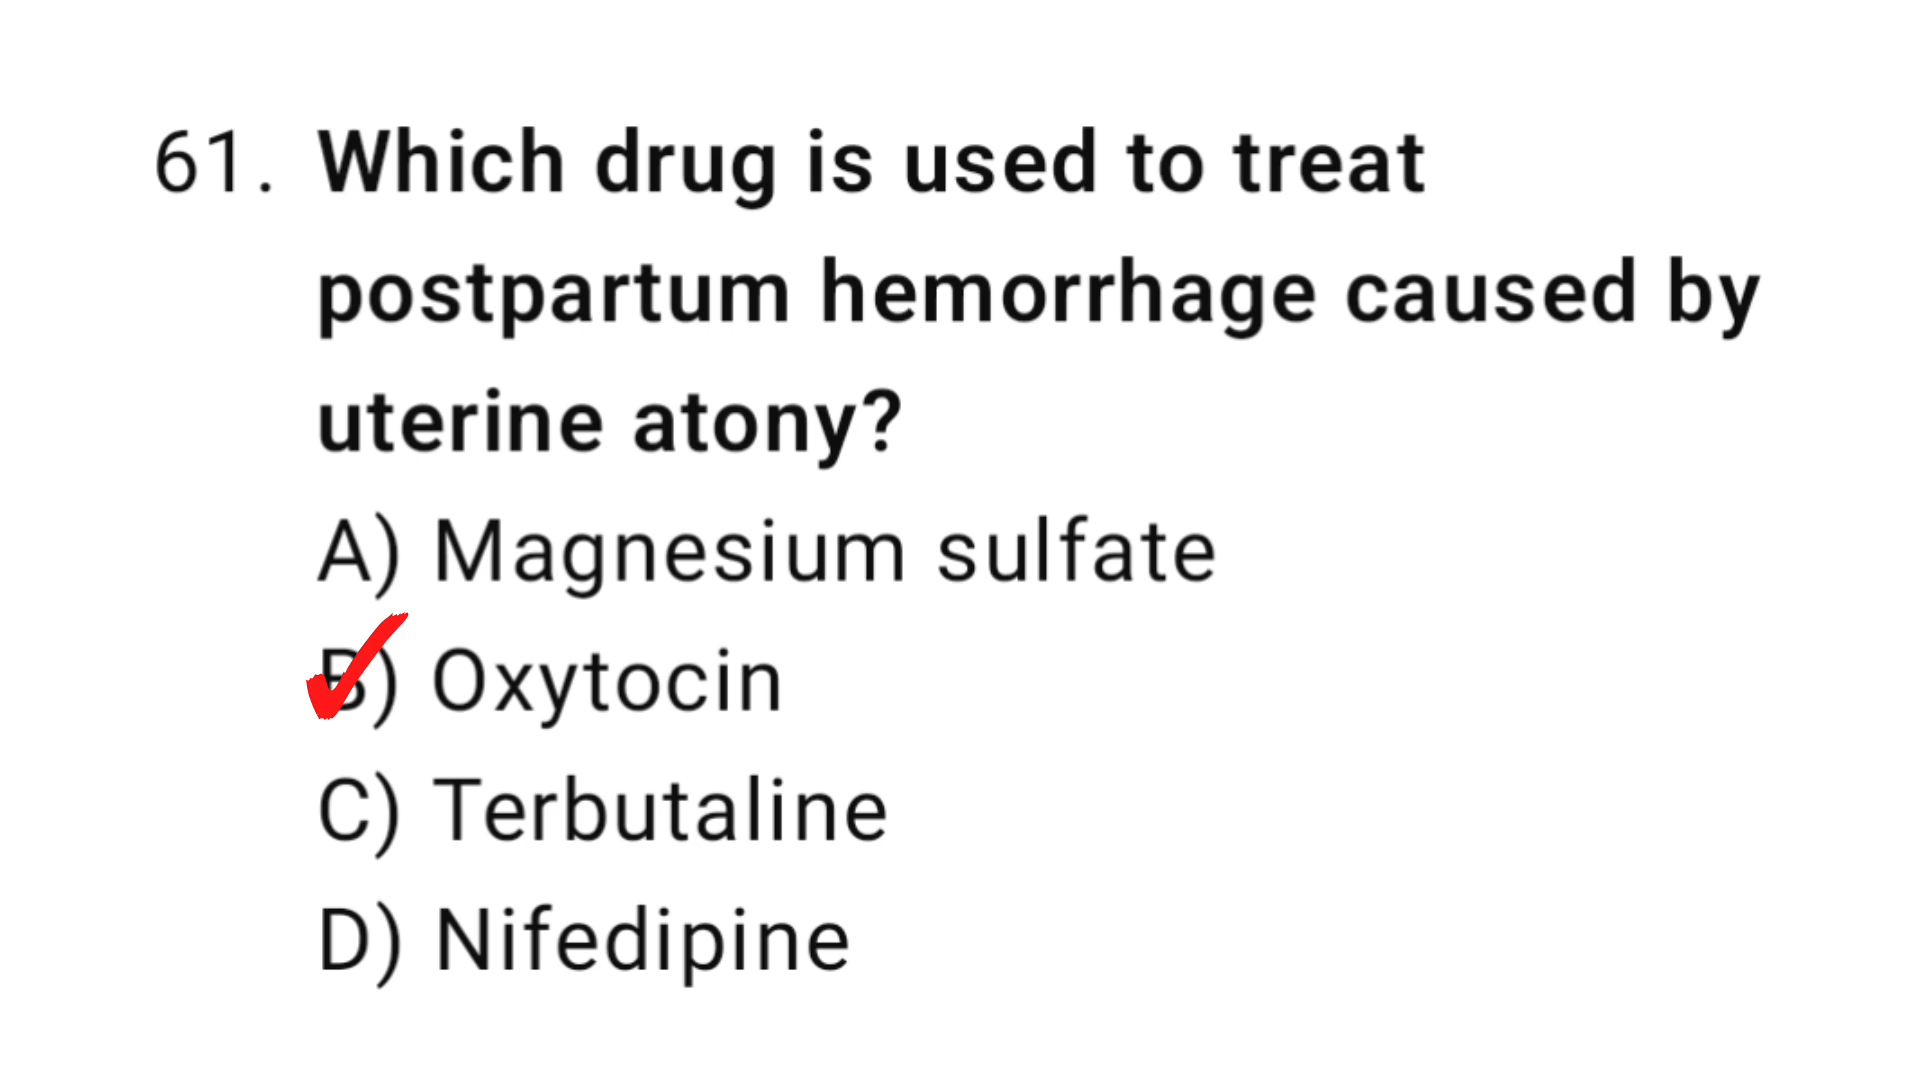 61. Which drug is used to treat
postpartum hemorrhage caused by
uterine atony?
A) Magnesium sulfate
B) Oxytocin
C) Terbutaline
D) Nifedipine